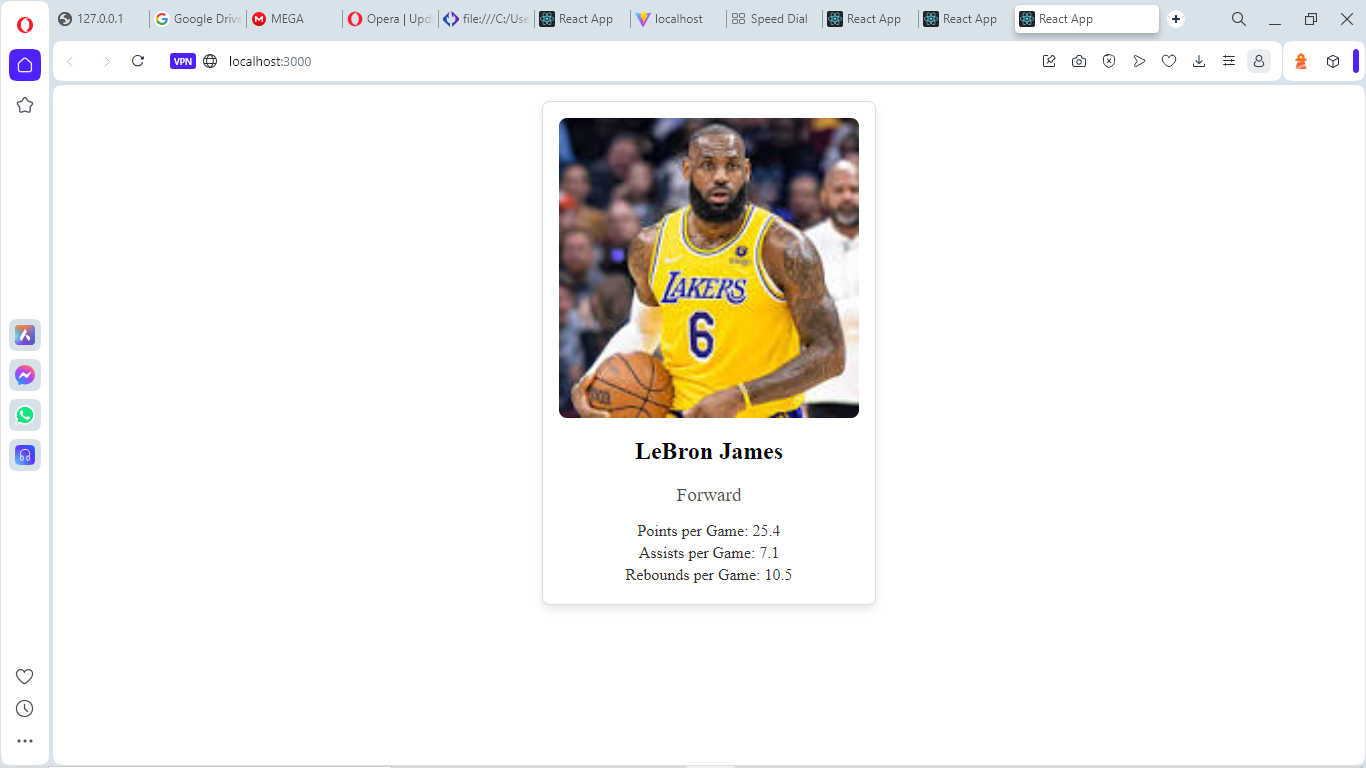 127.0.0.1
Google Drive
MEGA
Opera | Upd
file:///C:/Use
React App
localhost
Speed Dial
React App
React App
React App
VPN
localhost:3000
LAKERS
6
LeBron James
Forward
Points per Game: 25.4
Assists per Game: 7.1
Rebounds per Game: 10.5